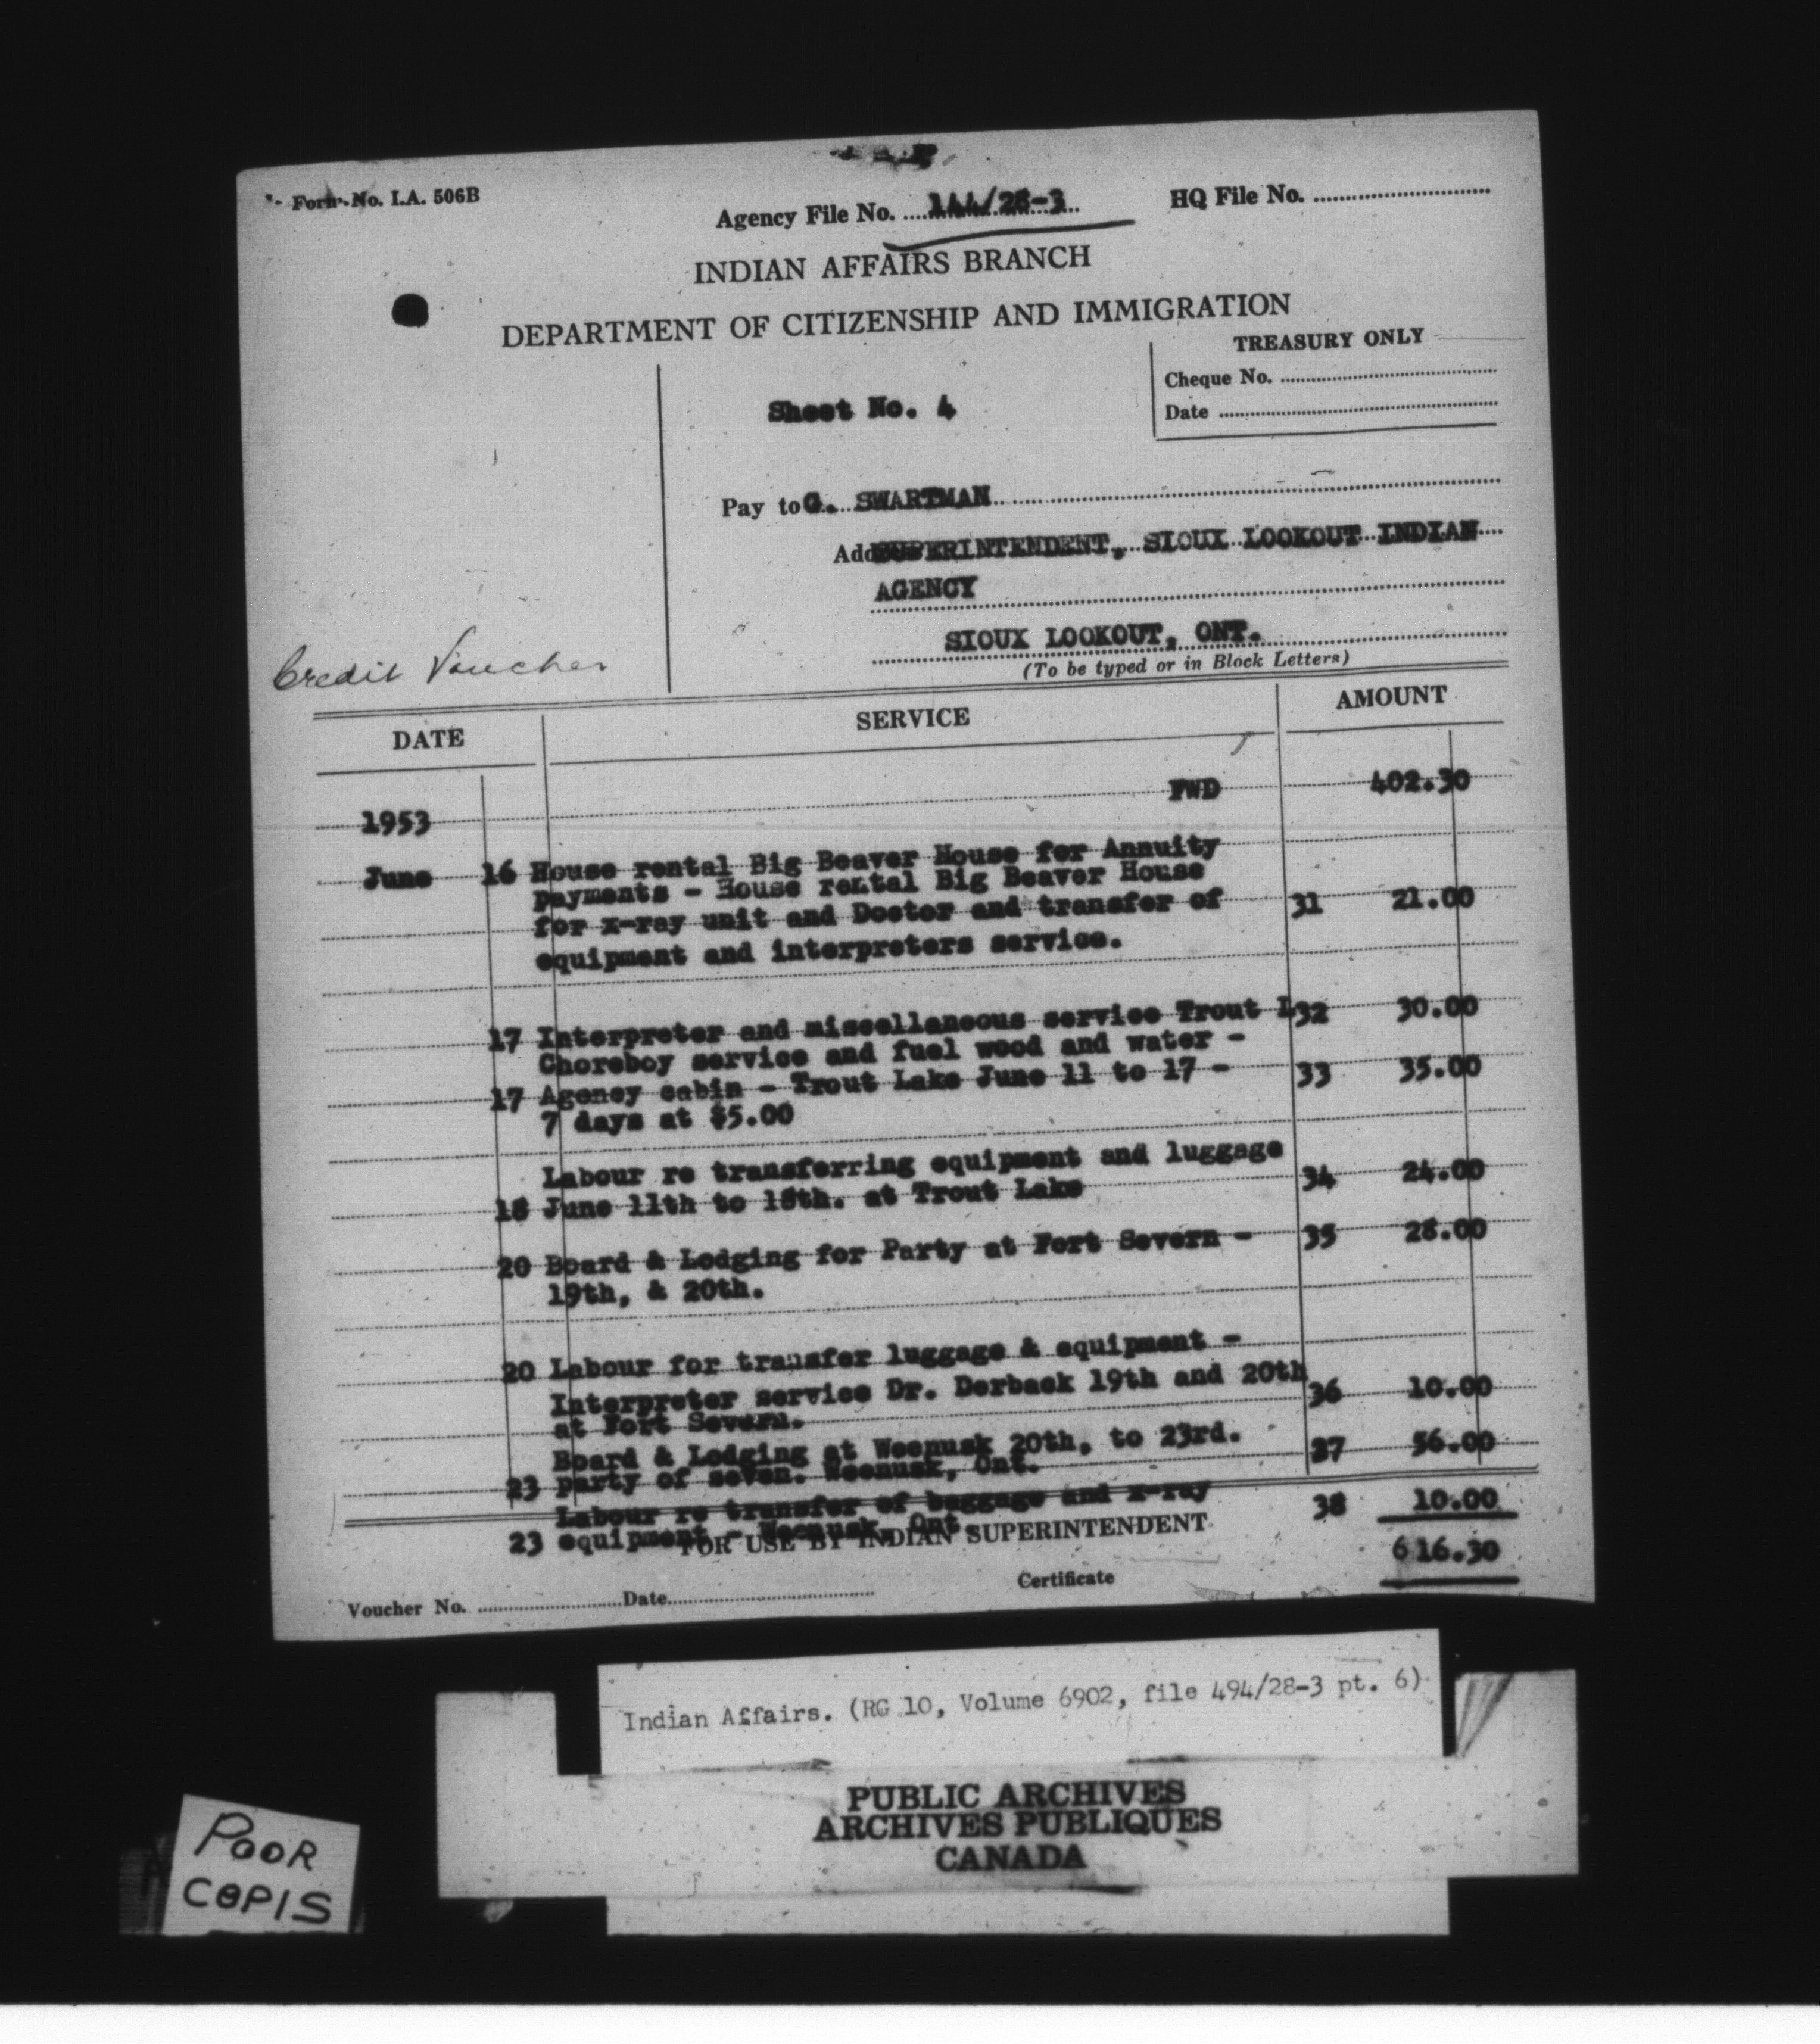 Form No. I.A. 506B
Agency File No. 144/28-3
HQ File No.
INDIAN AFFAIRS BRANCH
DEPARTMENT OF CITIZENSHIP AND IMMIGRATION
TREASURY ONLY
Cheque No.
Date
Sheet No. 4
Pay to G. SWARTMAN
Add SUPERINTENDENT, SIOUX LOOKOUT INDIAN
AGENCY
SIOUX LOOKOUT, ONT.
(To be typed or in Block Letters)
Credit Voucher
DATE SERVICE AMOUNT
FWD 402.30
1953
June 16 House rental Big Beaver House for Annuity
payments - House rental Big Beaver House
for x-ray unit and Doctor and transfer of 31 21.00
equipment and interpreters service.
17 Interpreter and miscellaneous service Trout L 32 30.00
Choreboy service and fuel wood and water -
17 Agency cabin - Trout Lake June 11 to 17 - 33 35.00
7 days at $5.00
Labour re transferring equipment and luggage
18 June 11th to 18th. at Trout Lake 34 24.00
20 Board & Lodging for Party at Fort Severn - 35 28.00
19th, & 20th.
20 Labour for transfer luggage & equipment -
Interpreter service Dr. Derbaek 19th and 20th 36 10.00
at Fort Severn.
Board & Lodging at Weenusk 20th, to 23rd. 37 56.00
23 party of seven. Weenusk, Ont.
Labour re transfer of baggage and x-ray 38 10.00
23 equipment - Weenusk, Ont.
FOR USE BY INDIAN SUPERINTENDENT
616.30
Certificate
Voucher No. Date
Indian Affairs. (RG 10, Volume 6902, file 494/28-3 pt. 6)
PUBLIC ARCHIVES
ARCHIVES PUBLIQUES
CANADA
POOR
COPIS